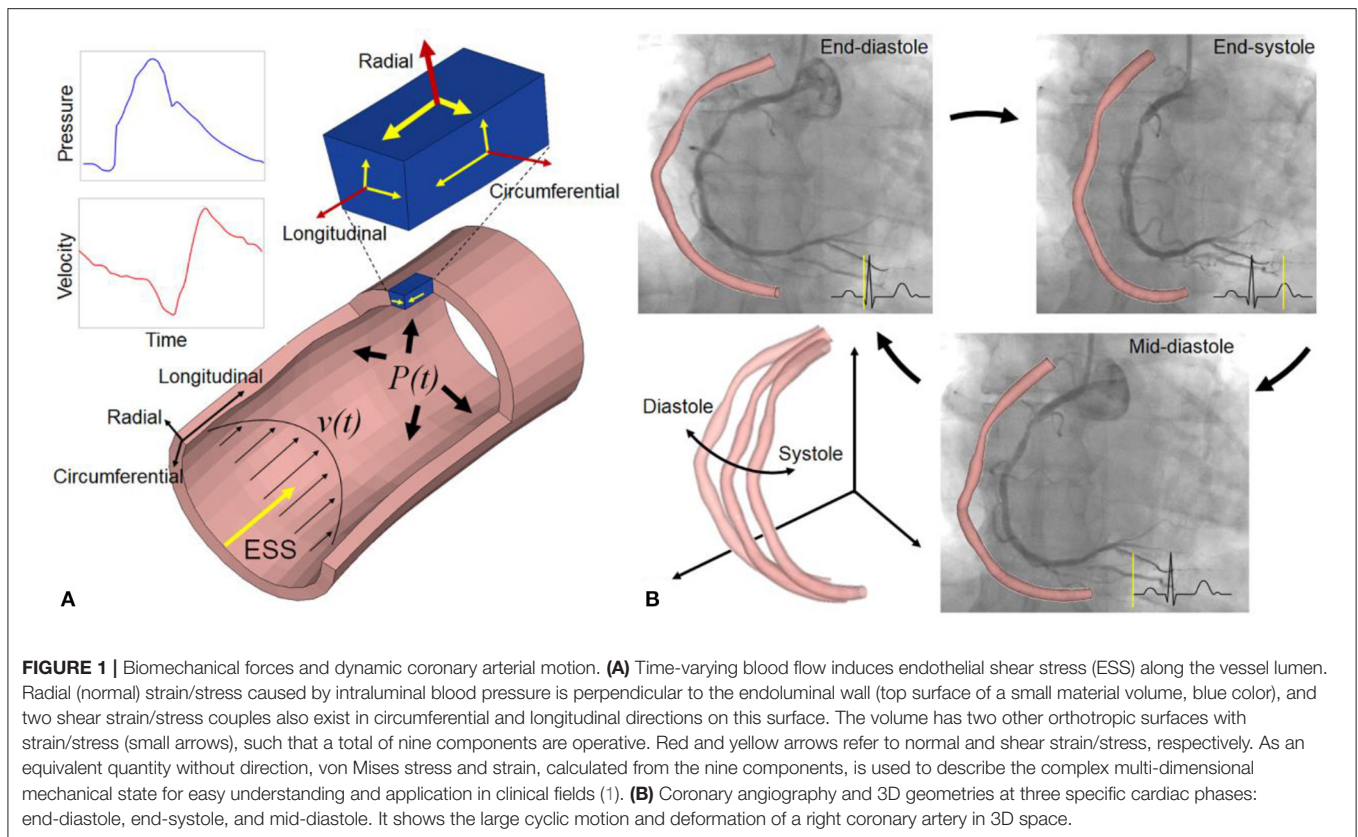 Pressure
Velocity
Time
Radial
Circumferential
Longitudinal
Longitudinal
Radial
Circumferential
P(t)
v(t)
ESS
A
End-diastole
End-systole
Mid-diastole
Diastole
Systole
B
FIGURE 1 | Biomechanical forces and dynamic coronary arterial motion. (A) Time-varying blood flow induces endothelial shear stress (ESS) along the vessel lumen.
Radial (normal) strain/stress caused by intraluminal blood pressure is perpendicular to the endoluminal wall (top surface of a small material volume, blue color), and
two shear strain/stress couples also exist in circumferential and longitudinal directions on this surface. The volume has two other orthotropic surfaces with
strain/stress (small arrows), such that a total of nine components are operative. Red and yellow arrows refer to normal and shear strain/stress, respectively. As an
equivalent quantity without direction, von Mises stress and strain, calculated from the nine components, is used to describe the complex multi-dimensional
mechanical state for easy understanding and application in clinical fields (1). (B) Coronary angiography and 3D geometries at three specific cardiac phases:
end-diastole, end-systole, and mid-diastole. It shows the large cyclic motion and deformation of a right coronary artery in 3D space.